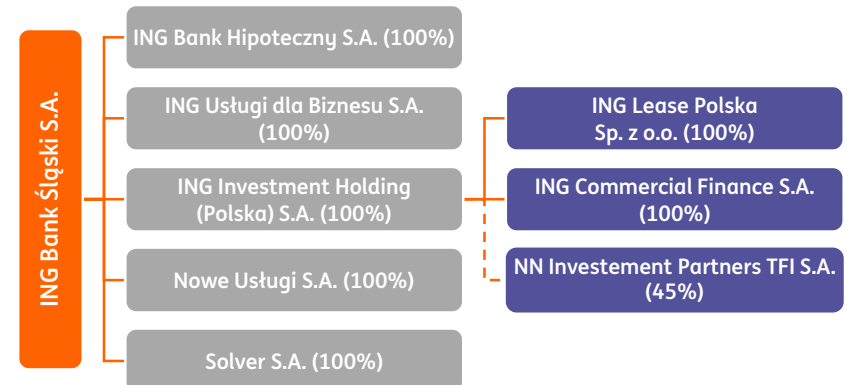 ING Bank Śląski S.A.
ING Bank Hipoteczny S.A. (100%)
ING Usługi dla Biznesu S.A.
(100%)
ING Investment Holding
(Polska) S.A. (100%)
Nowe Usługi S.A. (100%)
Solver S.A. (100%)
ING Lease Polska
Sp. z o.o. (100%)
ING Commercial Finance S.A.
(100%)
NN Investement Partners TFI S.A.
(45%)